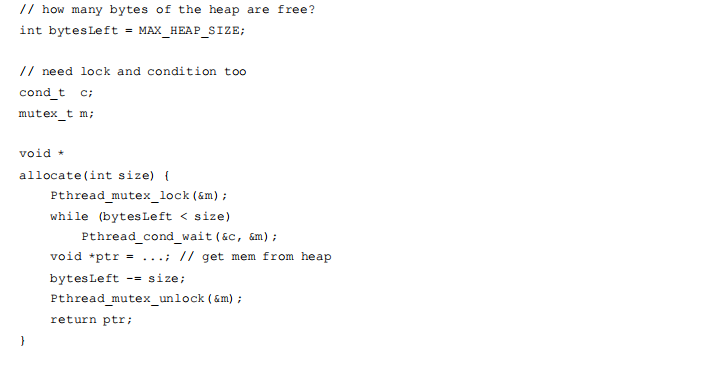 // how many bytes of the heap are free?
int bytesLeft = MAX_HEAP_SIZE;
// need lock and condition too
cond_t  c;
mutex_t m;
void *
allocate(int size) {
    Pthread_mutex_lock(&m);
    while (bytesLeft < size)
        Pthread_cond_wait(&c, &m);
    void *ptr = ...; // get mem from heap
    bytesLeft -= size;
    Pthread_mutex_unlock(&m);
    return ptr;
}